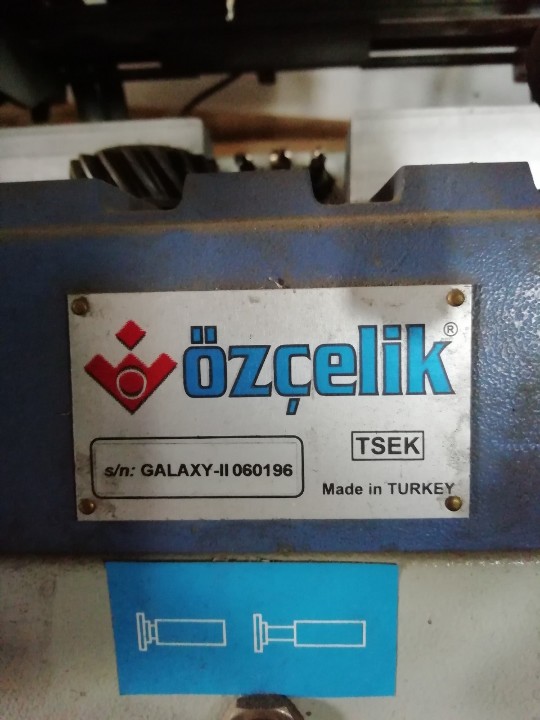 özçelik®
TSEK
s/n: GALAXY-II 060196
Made in TURKEY